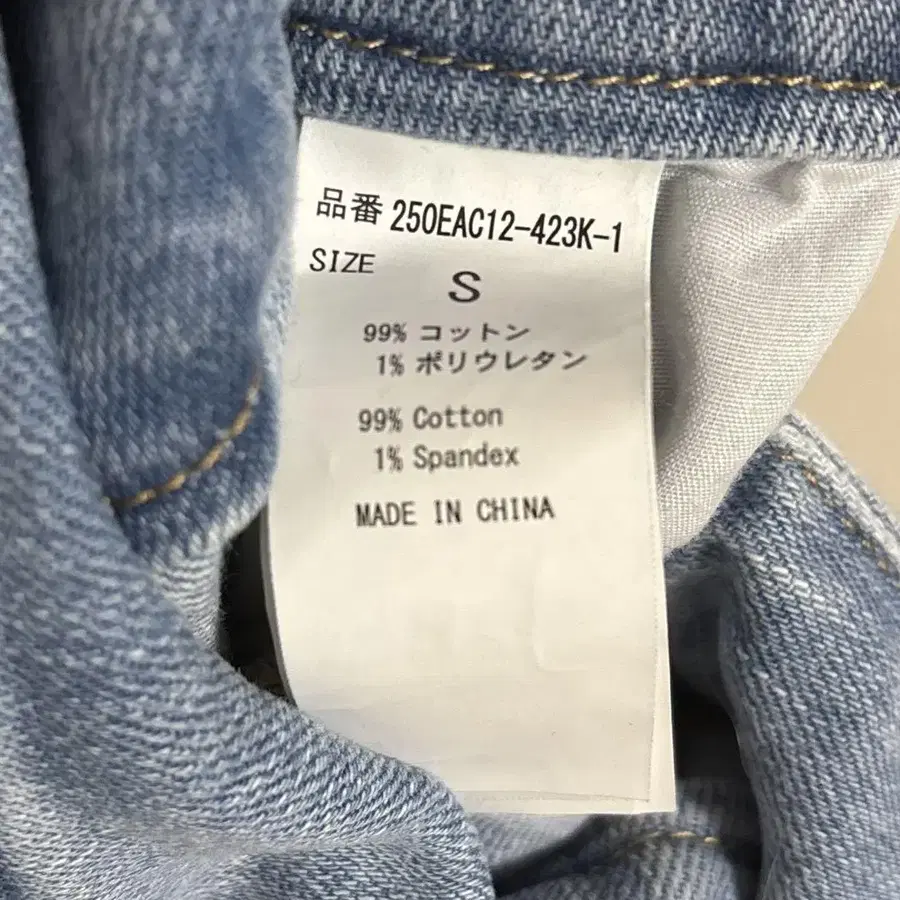 品番 250EAC12-423K-1
SIZE
S
99% コットン
1% ポリウレタン
99% Cotton
1% Spandex
MADE IN CHINA